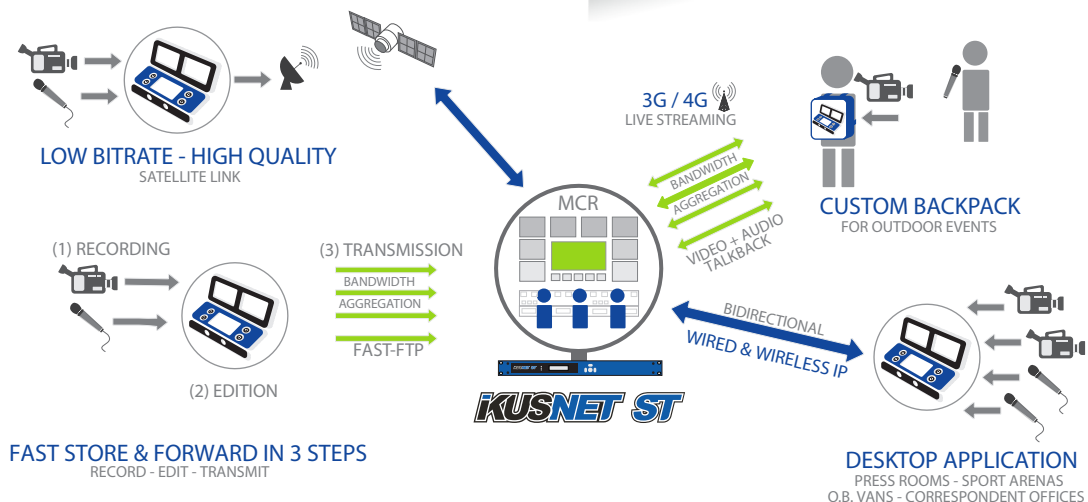 LOW BITRATE - HIGH QUALITY
SATELLITE LINK
3G / 4G
LIVE STREAMING
BANDWIDTH
AGGREGATION
VIDEO + AUDIO
TALKBACK
CUSTOM BACKPACK
FOR OUTDOOR EVENTS
MCR
(1) RECORDING
(2) EDITION
(3) TRANSMISSION
BANDWIDTH
AGGREGATION
FAST-FTP
BIDIRECTIONAL
WIRED & WIRELESS IP
iKUSNET ST
FAST STORE & FORWARD IN 3 STEPS
RECORD - EDIT - TRANSMIT
DESKTOP APPLICATION
PRESS ROOMS - SPORT ARENAS
O.B. VANS - CORRESPONDENT OFFICES